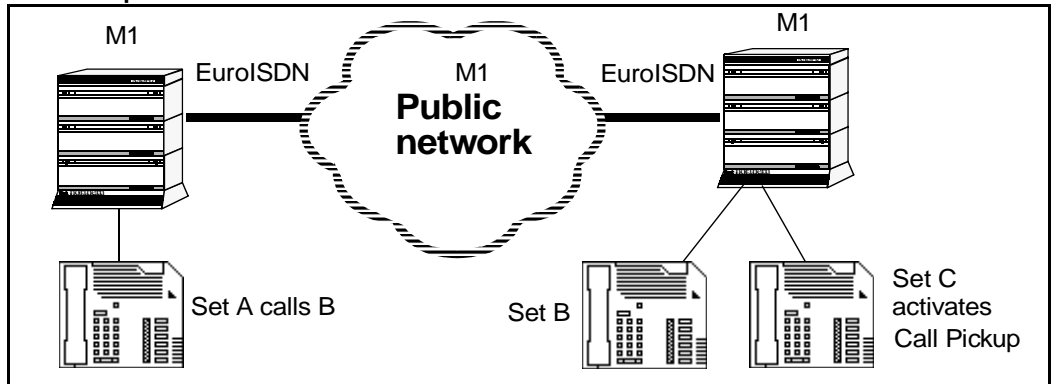 M1
M1
EuroISDN
M1
EuroISDN
Public
network
Set A calls B
Set B
Set C
activates
Call Pickup